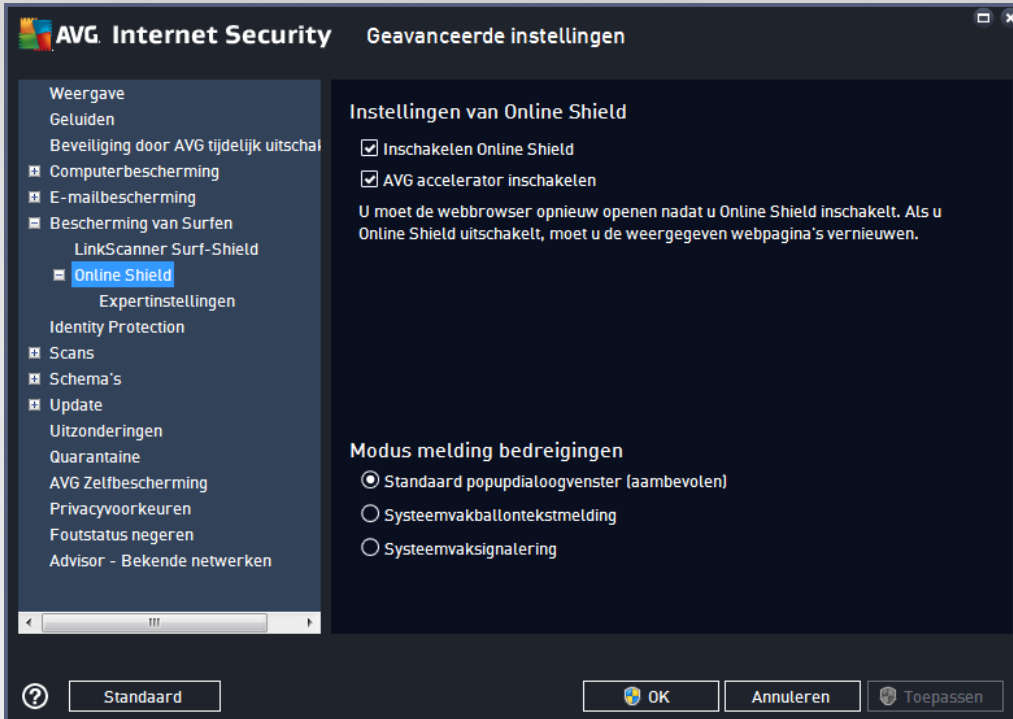 AVG Internet Security Geavanceerde instellingen
Weergave
Geluiden
Beveiliging door AVG tijdelijk uitschak
Computerbescherming
E-mailbescherming
Bescherming van Surfen
LinkScanner Surf-Shield
Online Shield
Expertinstellingen
Identity Protection
Scans
Schema's
Update
Uitzonderingen
Quarantaine
AVG Zelfbescherming
Privacyvoorkeuren
Foutstatus negeren
Advisor - Bekende netwerken
Instellingen van Online Shield
Inschakelen Online Shield
AVG accelerator inschakelen
U moet de webbrowser opnieuw openen nadat u Online Shield inschakelt. Als u
Online Shield uitschakelt, moet u de weergegeven webpagina's vernieuwen.
Modus melding bedreigingen
Standaard popupdialoogvenster (aambevolen)
Systeemvakballontekstmelding
Systeemvaksignalering
Standaard
OK
Annuleren
Toepassen